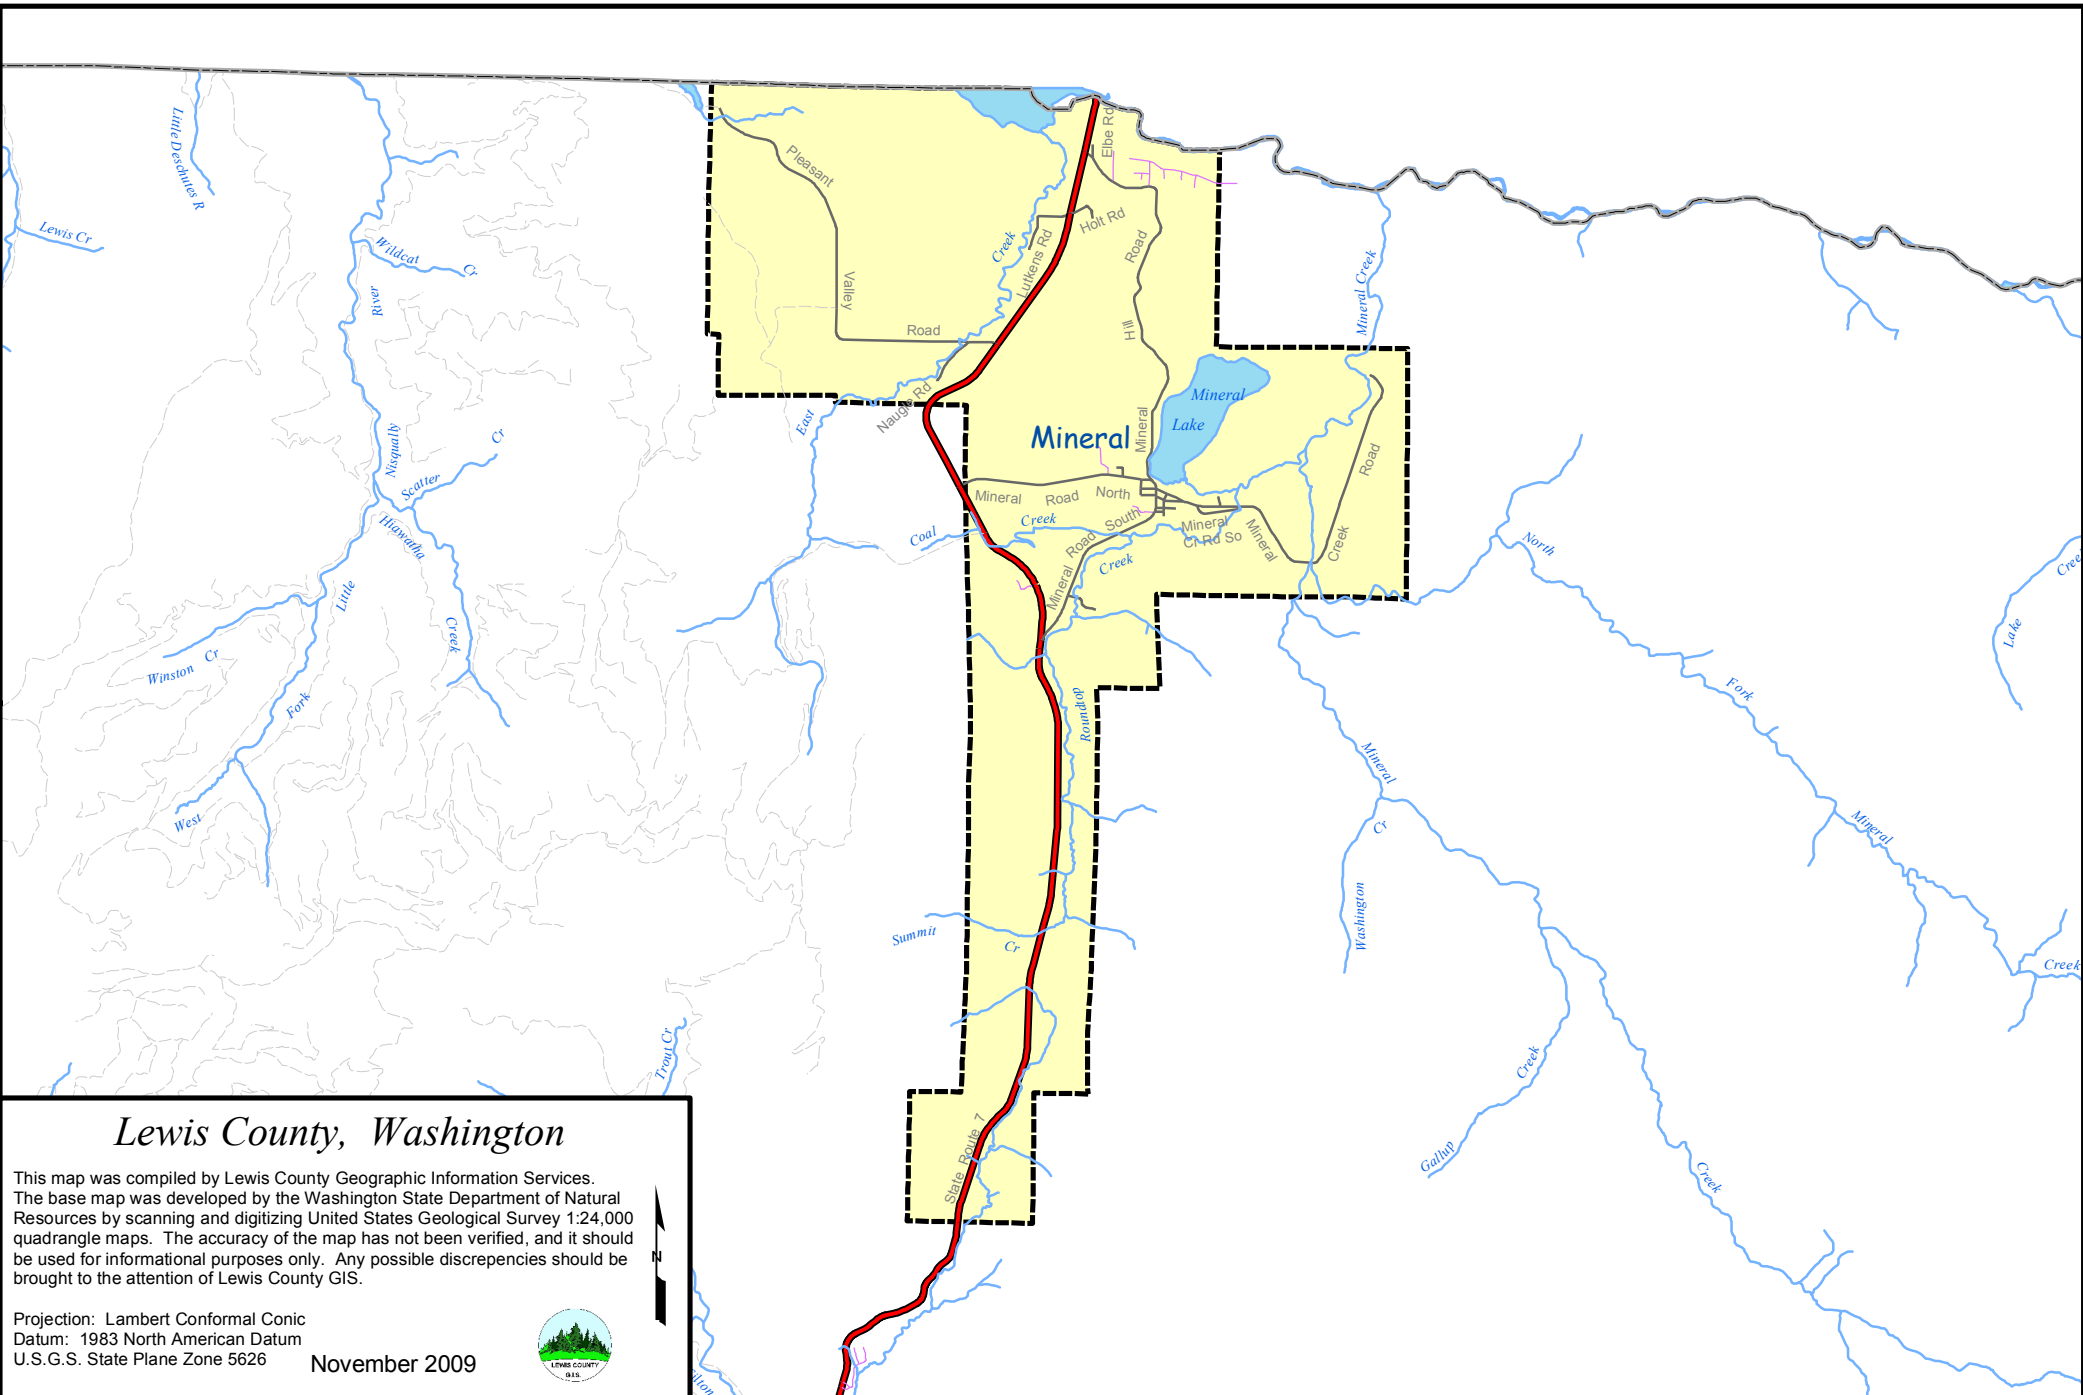 Little Deschutes R
Lewis Cr
Wildcat Cr
River
Nisqually
Scatter Cr
Hiawatha
Creek
Little
Winston Cr
Fork
West
Pleasant
Valley
Road
Elbe Rd
Holt Rd
Lutkens Rd
Creek
Road
Hill
Mineral
Naugle Rd
East
Mineral Creek
Mineral
Lake
Mineral
Mineral Road North
Coal
Creek
Mineral Road South
Mineral
Cr Rd So
Mineral
Creek
Road
Creek
Roundtop
North
Fork
Mineral
Creek
Creek
Lake
Mineral
Cr
Washington
Summit
Cr
Trout Cr
Creek
Gallup
Creek
State Route 7
Lewis County, Washington
This map was compiled by Lewis County Geographic Information Services.
The base map was developed by the Washington State Department of Natural
Resources by scanning and digitizing United States Geological Survey 1:24,000
quadrangle maps. The accuracy of the map has not been verified, and it should
be used for informational purposes only. Any possible discrepencies should be
brought to the attention of Lewis County GIS.
N
Projection: Lambert Conformal Conic
Datum: 1983 North American Datum
U.S.G.S. State Plane Zone 5626
November 2009
LEWIS COUNTY
G.I.S.